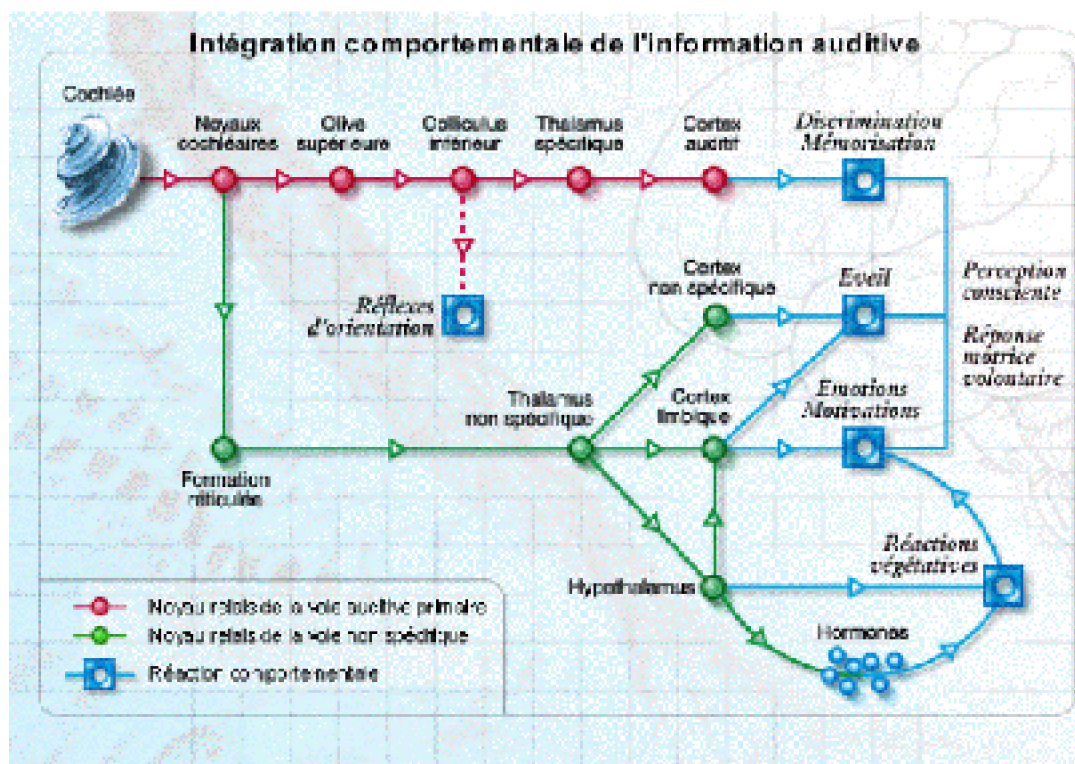 Intégration comportementale de l'information auditive
Cochlée
Noyaux
cochléaires
Olive
supérieure
Colliculus
inférieur
Thalamus
spécifique
Cortex
auditif
Discrimination
Mémorisation
Cortex
non spécifique
Eveil
Perception
consciente
Réflexes
d'orientation
Réponse
motrice
volontaire
Thalamus
non spécifique
Cortex
limbique
Emotions
Motivations
Formation
réticulée
Réactions
végétatives
Hypothalamus
Hormones
Noyau relais de la voie auditive primaire
Noyau relais de la voie non spécifique
Réaction comportementale